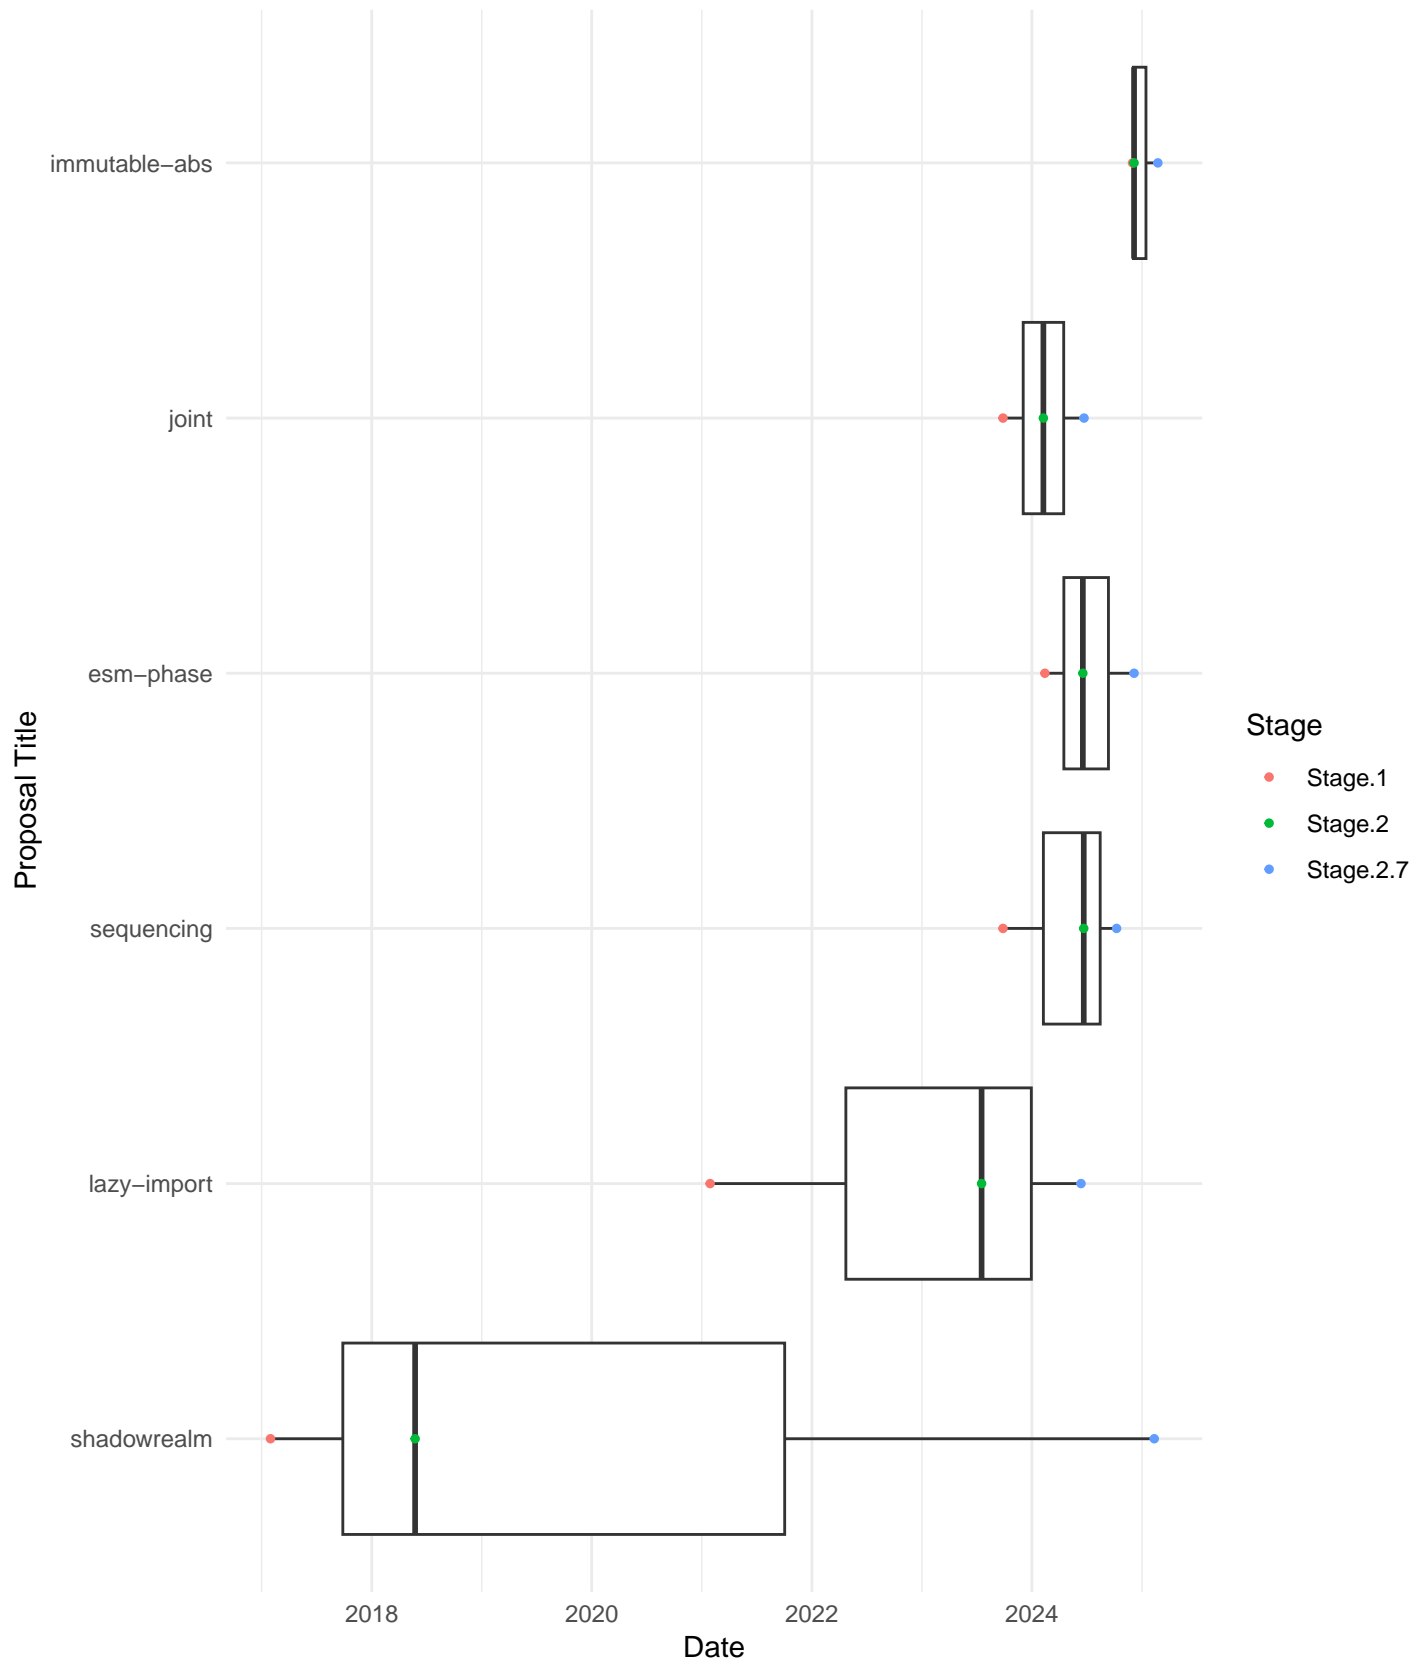 immutable−abs
joint
esm−phase
sequencing
lazy−import
shadowrealm
Proposal Title
2018
2020
2022
2024
Date
Stage
Stage.1
Stage.2
Stage.2.7